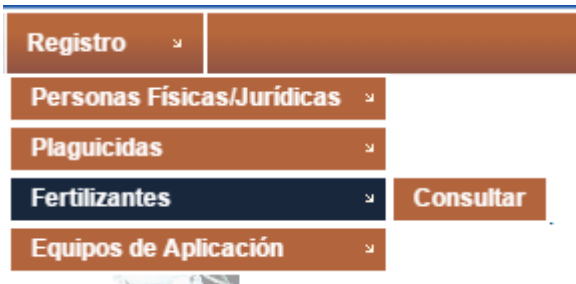 Registro
Personas Físicas/Jurídicas
Plaguicidas
Fertilizantes Consultar
Equipos de Aplicación